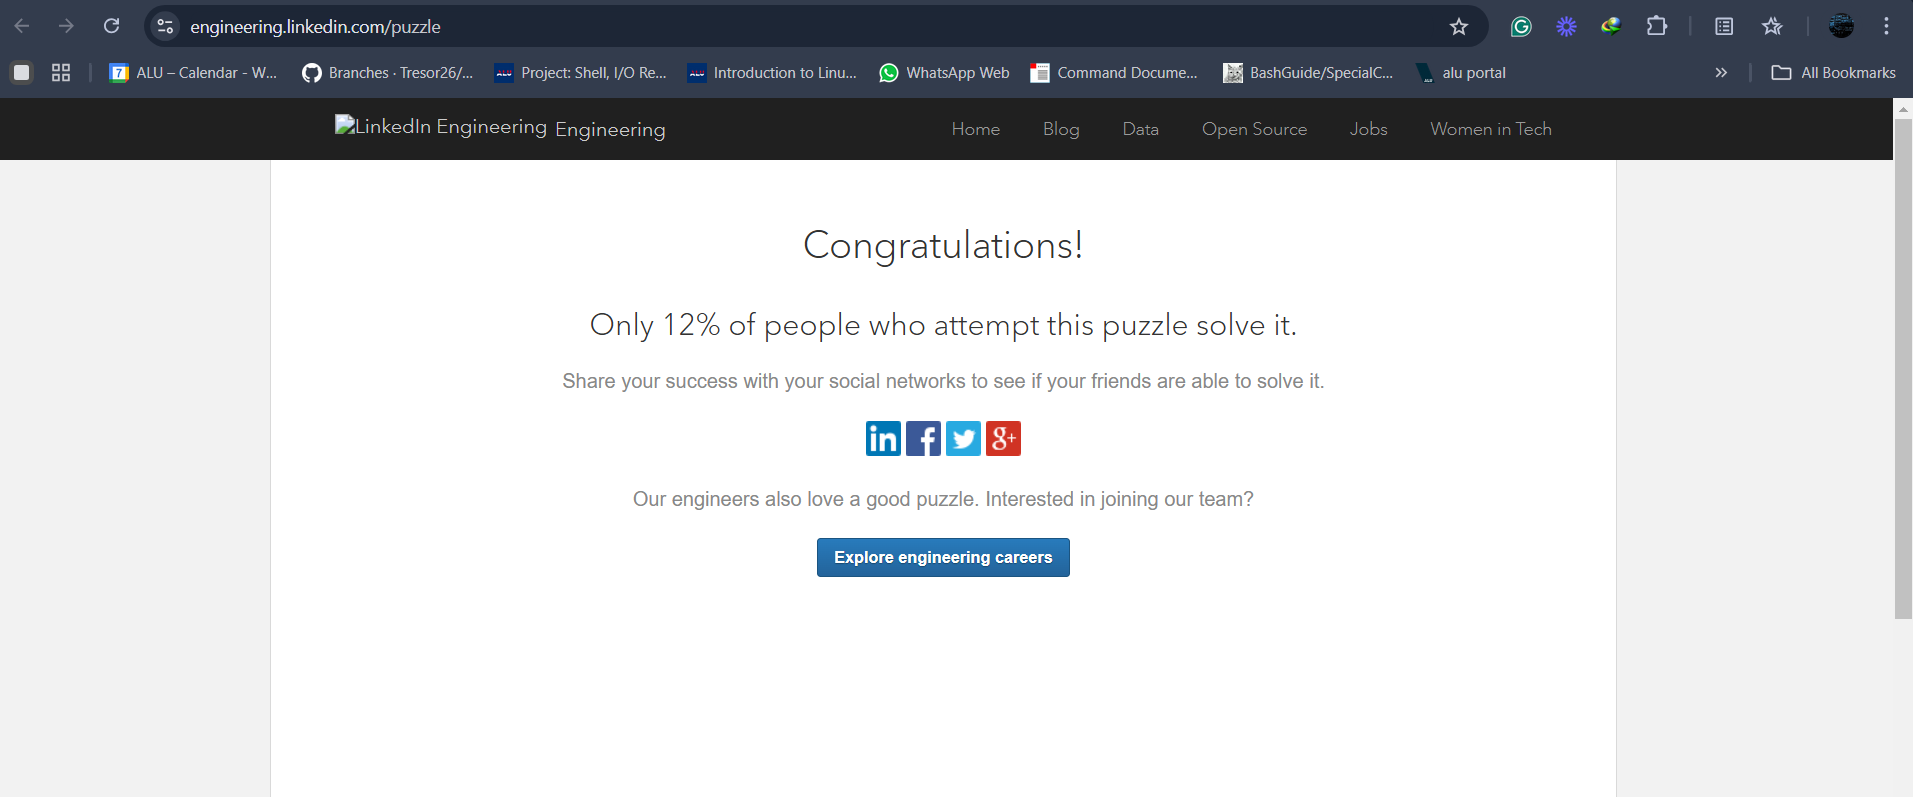 engineering.linkedin.com/puzzle
7 ALU – Calendar - W...
Branches · Tresor26/...
ALU Project: Shell, I/O Re...
ALU Introduction to Linu...
WhatsApp Web
Command Docume...
BashGuide/SpecialC...
alu portal
»
All Bookmarks
LinkedIn Engineering Engineering
Home Blog Data Open Source Jobs Women in Tech
Congratulations!
Only 12% of people who attempt this puzzle solve it.
Share your success with your social networks to see if your friends are able to solve it.
in f g+
Our engineers also love a good puzzle. Interested in joining our team?
Explore engineering careers